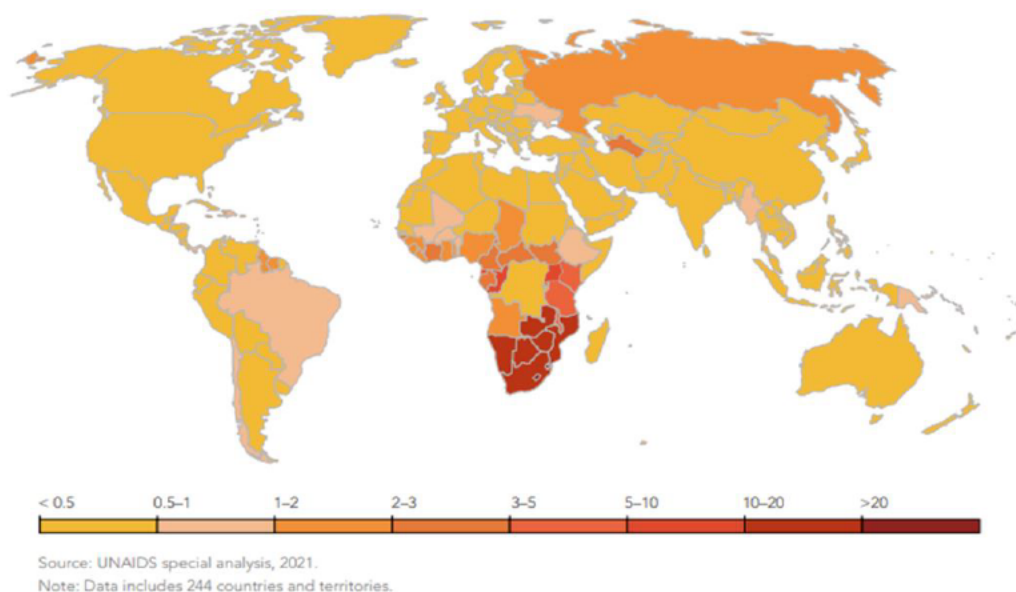 < 0.5 0.5–1 1–2 2–3 3–5 5–10 10–20 >20
Source: UNAIDS special analysis, 2021.
Note: Data includes 244 countries and territories.